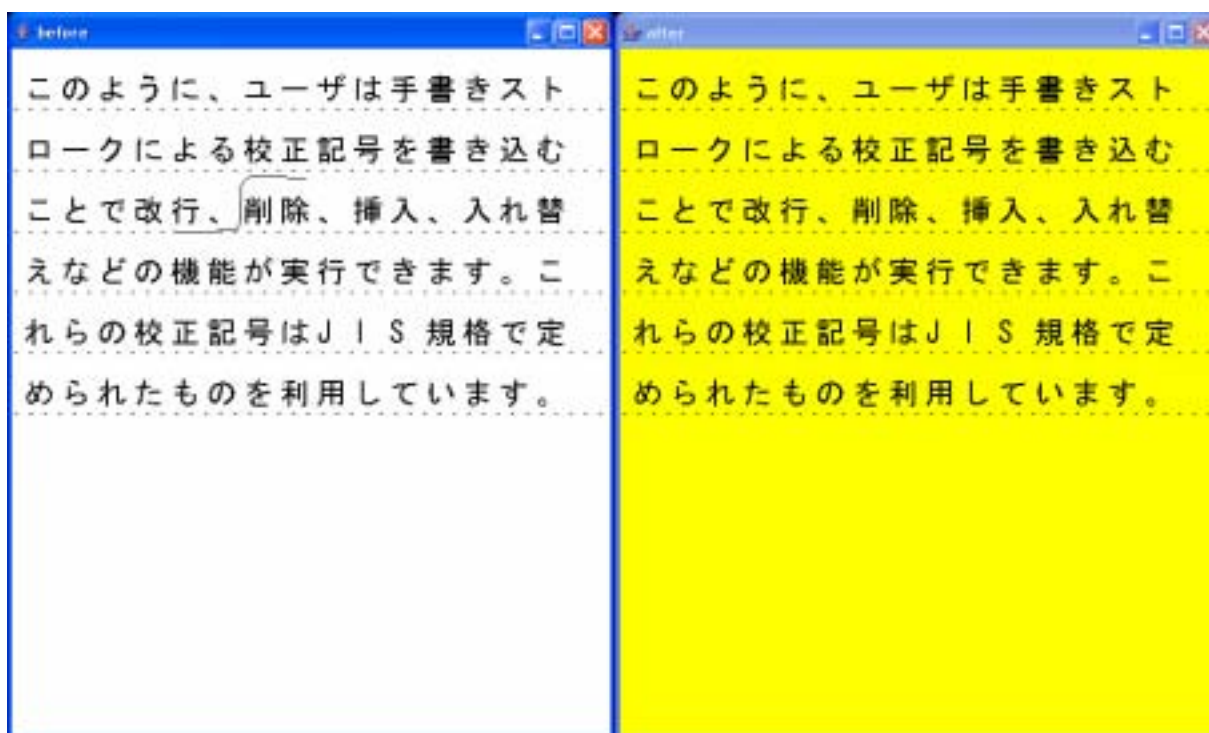 before
このように、ユーザは手書きスト
ロークによる校正記号を書き込む
ことで改行、削除、挿入、入れ替
えなどの機能が実行できます。こ
れらの校正記号はJIS規格で定
められたものを利用しています。
after
このように、ユーザは手書きスト
ロークによる校正記号を書き込む
ことで改行、削除、挿入、入れ替
えなどの機能が実行できます。こ
れらの校正記号はJIS規格で定
められたものを利用しています。